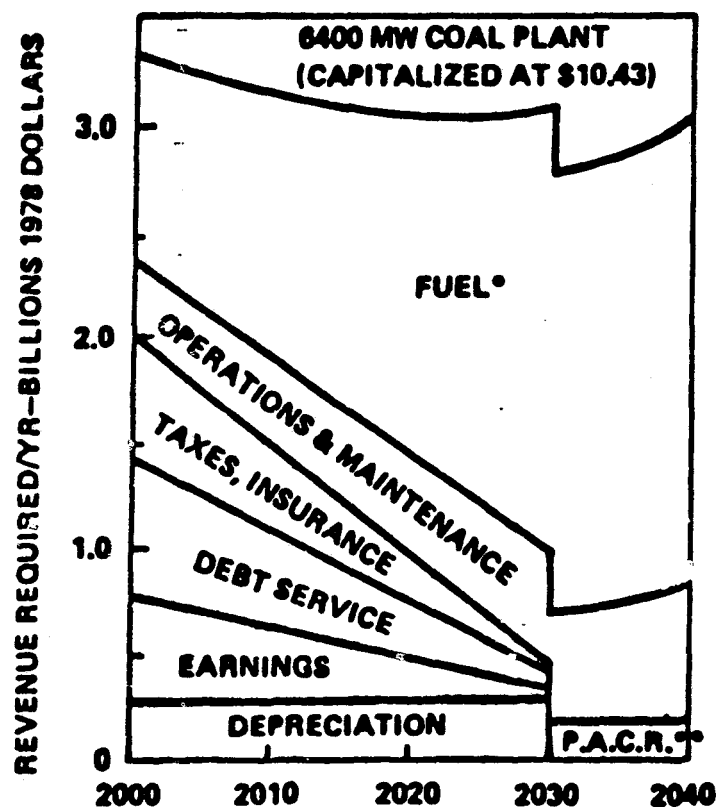 6400 MW COAL PLANT
(CAPITALIZED AT $10.43)
REVENUE REQUIRED/YR–BILLIONS 1978 DOLLARS
3.0
FUEL*
2.0
OPERATIONS & MAINTENANCE
TAXES, INSURANCE
1.0
DEBT SERVICE
EARNINGS
DEPRECIATION
P.A.C.R.**
0
2000 2010 2020 2030 2040